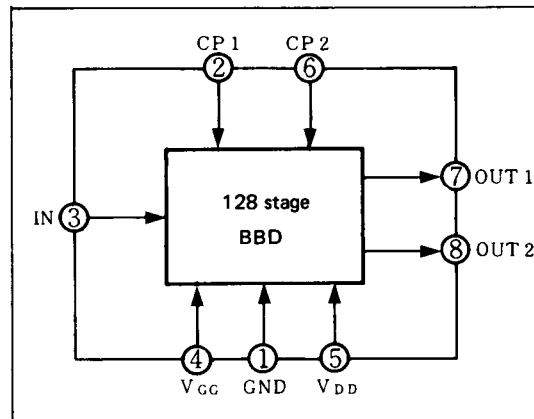 CP 1 CP 2
② ⑥
128 stage
BBD
IN ③
⑦ OUT 1
⑧ OUT 2
④ ① ⑤
VGG GND VDD